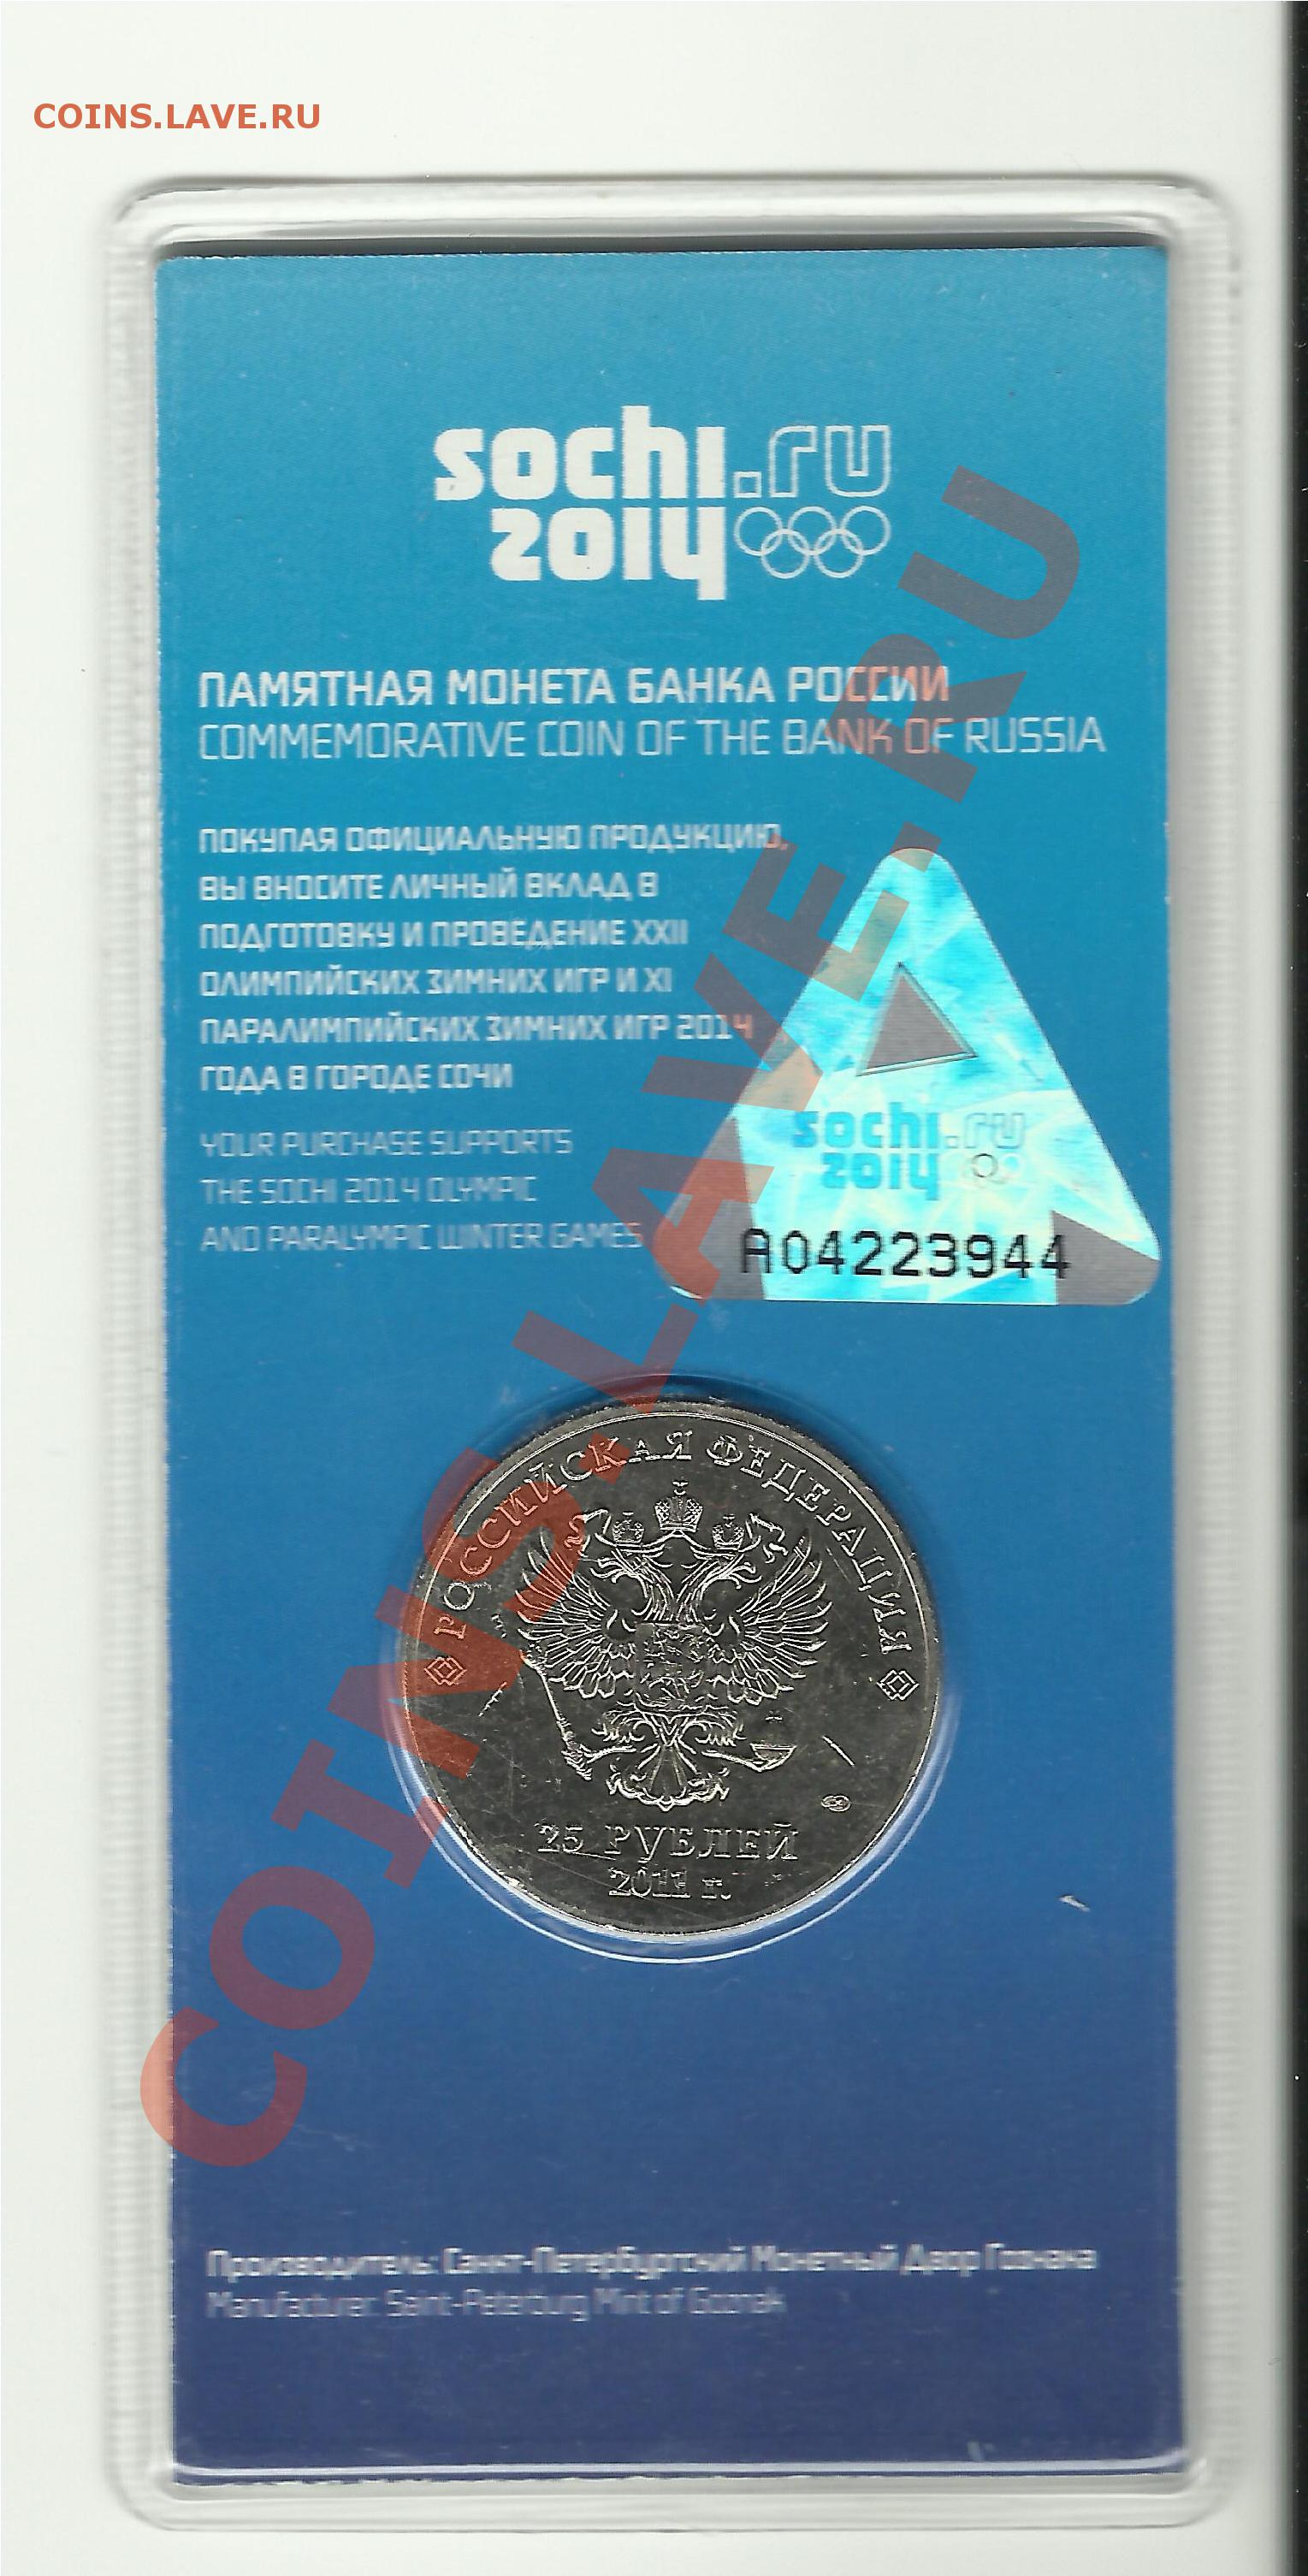 COINS.LAVE.RU
sochi.ru
2014
ПАМЯТНАЯ МОНЕТА БАНКА РОССИИ
COMMEMORATIVE COIN OF THE BANK OF RUSSIA
ПОКУПАЯ ОФИЦИАЛЬНУЮ ПРОДУКЦИЮ,
ВЫ ВНОСИТЕ ЛИЧНЫЙ ВКЛАД В
ПОДГОТОВКУ И ПРОВЕДЕНИЕ XXII
ОЛИМПИЙСКИХ ЗИМНИХ ИГР И XI
ПАРАЛИМПИЙСКИХ ЗИМНИХ ИГР 2014
ГОДА В ГОРОДЕ СОЧИ
YOUR PURCHASE SUPPORTS
THE SOCHI 2014 OLYMPIC
AND PARALYMPIC WINTER GAMES
sochi.ru
2014
A04223944
РОССИЙСКАЯ ФЕДЕРАЦИЯ
25 РУБЛЕЙ
2011 г.
Производитель: Санкт-Петербургский Монетный Двор Гознака
Manufacturer: Saint-Petersburg Mint of Goznak
COINS.LAVE.RU